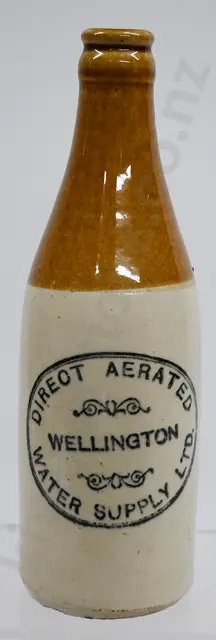 DIRECT AERATED
WELLINGTON
WATER SUPPLY LTD.